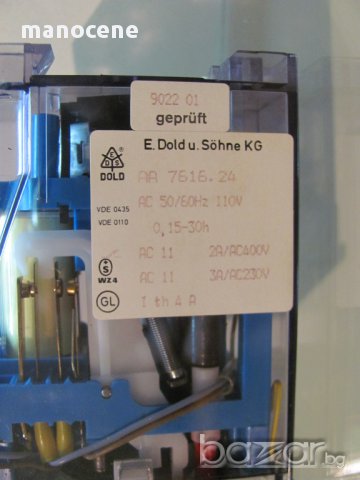 manocene
9022 01
geprüft
E. Dold u. Söhne KG
DOLD
AA 7616.24
VDE 0435
AC 50/60Hz 110V
VDE 0110
0,15-30h
AC 11 2A/AC400V
S
WZ4
AC 11 3A/AC230V
GL
I th 4 A
bazar.bg